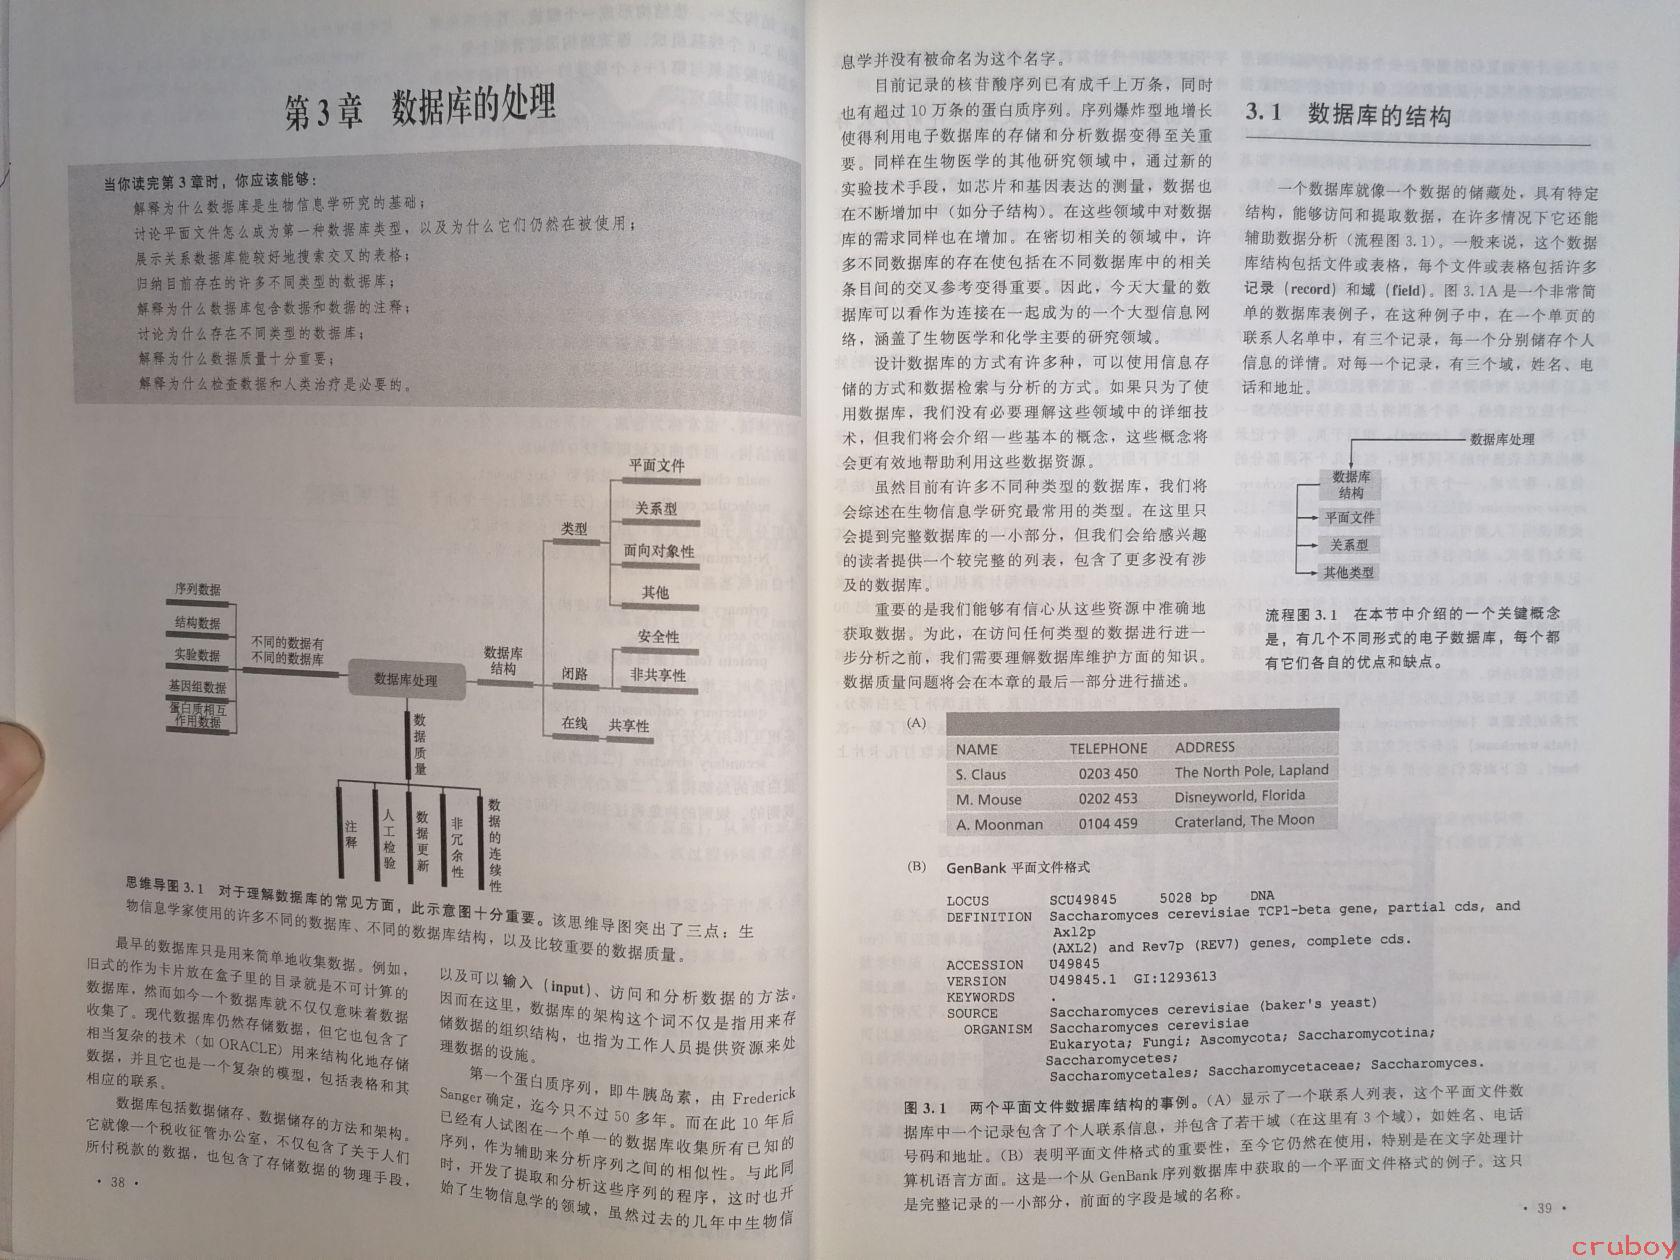 第3章 数据库的处理
当你读完第3章时，你应该能够：
解释为什么数据库是生物信息学研究的基础；
讨论平面文件怎么成为第一种数据库类型，以及为什么它们仍然在被使用；
展示关系数据库能较好地搜索交叉的表格；
归纳目前存在的许多不同类型的数据库；
解释为什么数据库包含数据和数据的注释；
讨论为什么存在不同类型的数据库；
解释为什么数据质量十分重要；
解释为什么检查数据和人类治疗是必要的。
平面文件
关系型
类型
面向对象性
其他
序列数据
结构数据
实验数据
基因组数据
蛋白质相互
作用数据
不同的数据有
不同的数据库
数据库处理
数据库
结构
安全性
闭路
非共享性
在线
共享性
数据质量
注释
人工检验
数据更新
非冗余性
数据的连续性
思维导图3.1 对于理解数据库的常见方面，此示意图十分重要。该思维导图突出了三点：生
物信息学家使用的许多不同的数据库、不同的数据库结构，以及比较重要的数据质量。
最早的数据库只是用来简单地收集数据。例如，
旧式的作为卡片放在盒子里的目录就是不可计算的
数据库，然而如今一个数据库就不仅仅意味着数据
收集了。现代数据库仍然存储数据，但它也包含了
相当复杂的技术（如 ORACLE）用来结构化地存储
数据，并且它也是一个复杂的模型，包括表格和其
相应的联系。
数据库包括数据储存、数据储存的方法和架构。
它就像一个税收征管办公室，不仅包含了关于人们
所付税款的数据，也包含了存储数据的物理手段，
· 38 ·
以及可以输入（input）、访问和分析数据的方法。
因而在这里，数据库的架构这个词不仅是指用来存
储数据的组织结构，也指为工作人员提供资源来处
理数据的设施。
第一个蛋白质序列，即牛胰岛素，由 Frederick
Sanger 确定，迄今只不过 50 多年。而在此 10 年后
已经有人试图在一个单一的数据库收集所有已知的
序列，作为辅助来分析序列之间的相似性。与此同
时，开发了提取和分析这些序列的程序，这时也开
始了生物信息学的领域，虽然过去的几年中生物信
息学并没有被命名为这个名字。
目前记录的核苷酸序列已有成千上万条，同时
也有超过 10 万条的蛋白质序列。序列爆炸型地增长
使得利用电子数据库的存储和分析数据变得至关重
要。同样在生物医学的其他研究领域中，通过新的
实验技术手段，如芯片和基因表达的测量，数据也
在不断增加中（如分子结构）。在这些领域中对数据
库的需求同样也在增加。在密切相关的领域中，许
多不同数据库的存在使包括在不同数据库中的相关
条目间的交叉参考变得重要。因此，今天大量的数
据库可以看作为连接在一起成为的一个大型信息网
络，涵盖了生物医学和化学主要的研究领域。
设计数据库的方式有许多种，可以使用信息存
储的方式和数据检索与分析的方式。如果只为了使
用数据库，我们没有必要理解这些领域中的详细技
术，但我们将会介绍一些基本的概念，这些概念将
会更有效地帮助利用这些数据资源。
虽然目前有许多不同种类型的数据库，我们将
会综述在生物信息学研究最常用的类型。在这里只
会提到完整数据库的一小部分，但我们会给感兴趣
的读者提供一个较完整的列表，包含了更多没有涉
及的数据库。
重要的是我们能够有信心从这些资源中准确地
获取数据。为此，在访问任何类型的数据进行进一
步分析之前，我们需要理解数据库维护方面的知识。
数据质量问题将会在本章的最后一部分进行描述。
3.1 数据库的结构
一个数据库就像一个数据的储藏处，具有特定
结构，能够访问和提取数据，在许多情况下它还能
辅助数据分析（流程图 3.1）。一般来说，这个数据
库结构包括文件或表格，每个文件或表格包括许多
记录（record）和域（field）。图 3.1A 是一个非常简
单的数据库表例子，在这种例子中，在一个单页的
联系人名单中，有三个记录，每一个分别储存个人
信息的详情。对每一个记录，有三个域，姓名、电
话和地址。
数据库处理
数据库
结构
平面文件
关系型
其他类型
流程图 3.1 在本节中介绍的一个关键概念
是，有几个不同形式的电子数据库，每个都
有它们各自的优点和缺点。
(A)
NAME TELEPHONE ADDRESS
S. Claus 0203 450 The North Pole, Lapland
M. Mouse 0202 453 Disneyworld, Florida
A. Moonman 0104 459 Craterland, The Moon
(B) GenBank 平面文件格式
LOCUS SCU49845 5028 bp DNA
DEFINITION Saccharomyces cerevisiae TCP1-beta gene, partial cds, and
Axl2p
(AXL2) and Rev7p (REV7) genes, complete cds.
ACCESSION U49845
VERSION U49845.1 GI:1293613
KEYWORDS .
SOURCE Saccharomyces cerevisiae (baker's yeast)
ORGANISM Saccharomyces cerevisiae
Eukaryota; Fungi; Ascomycota; Saccharomycotina;
Saccharomycetes;
Saccharomycetales; Saccharomycetaceae; Saccharomyces.
图 3.1 两个平面文件数据库结构的事例。（A）显示了一个联系人列表，这个平面文件数
据库中一个记录包含了个人联系信息，并包含了若干域（在这里有 3 个域），如姓名、电话
号码和地址。（B）表明平面文件格式的重要性，至今它仍然在使用，特别是在文字处理计
算机语言方面。这是一个从 GenBank 序列数据库中获取的一个平面文件格式的例子。这只
是完整记录的一小部分，前面的字段是域的名称。
· 39 ·
cruboy